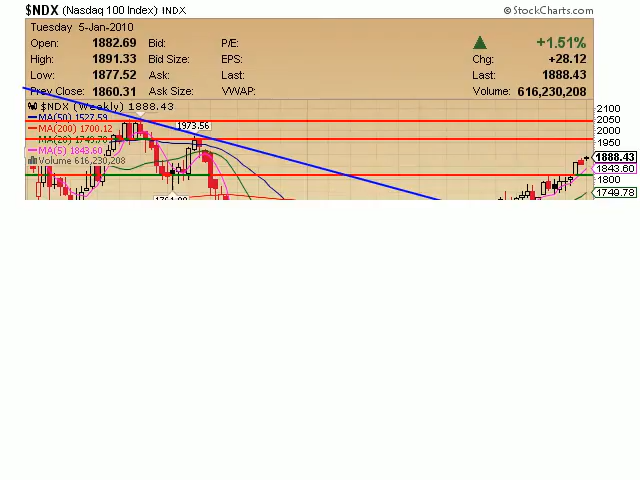 $NDX (Nasdaq 100 Index) INDX © StockCharts.com
Tuesday 5-Jan-2010
Open: 1882.69 Bid: P/E: +1.51%
High: 1891.33 Bid Size: EPS: Chg: +28.12
Low: 1877.52 Ask: Last: Last: 1888.43
Prev Close: 1860.31 Ask Size: VWAP: Volume: 616,230,208
$NDX (Weekly) 1888.43
MA(50) 1527.59
MA(200) 1700.12
MA(20) 1749.78
MA(5) 1843.60
Volume 616,230,208
1973.56
2100
2050
2000
1950
1888.43
1843.60
1800
1749.78